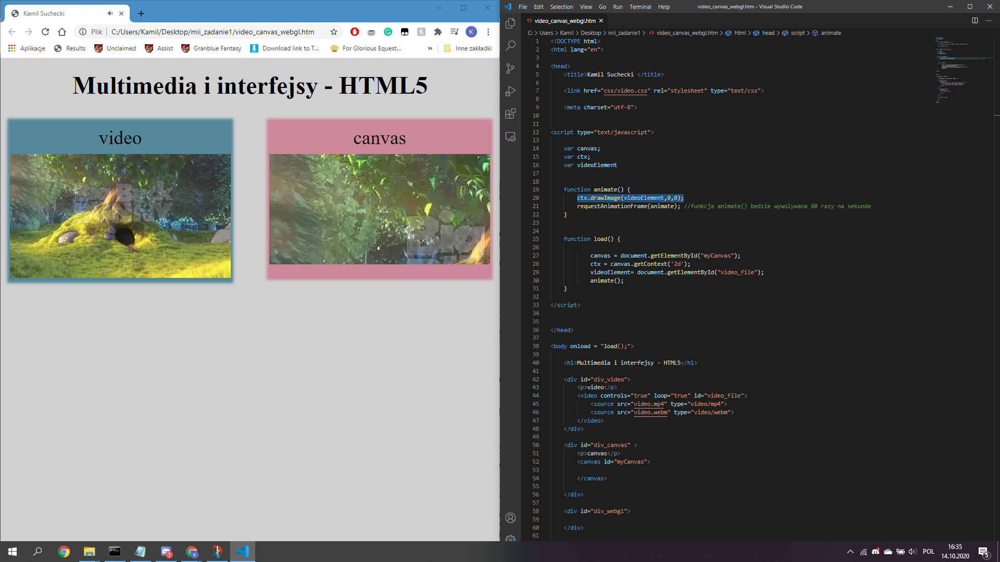 Kamil Suchecki
Plik
C:/Users/Kamil/Desktop/mii_zadanie1/video_canvas_webgl.htm
K
Aplikacje
Results
Unclaimed
Assist
Granblue Fantasy
Download link to T...
For Glorious Equest...
»
Inne zakładki
Multimedia i interfejsy - HTML5
video
canvas
Big Buck
BUNNY
Big
File Edit Selection View Go Run Terminal Help
video_canvas_webgl.htm - Visual Studio Code
video_canvas_webgl.htm
C: > Users > Kamil > Desktop > mii_zadanie1 > video_canvas_webgl.htm > html > head > script > animate
1 <!DOCTYPE html>
2 <html lang="en">
3
4 <head>
5 <title>Kamil Suchecki </title>
6
7 <link href="css/video.css" rel="stylesheet" type="text/css">
8
9 <meta charset="utf-8">
10
11
12 <script type="text/javascript">
13
14 var canvas;
15 var ctx;
16 var videoElement
17
18
19 function animate() {
20 ctx.drawImage(videoElement,0,0);
21 requestAnimationFrame(animate); //funkcja animate() bedzie wywolywana 60 razy na sekunde
22 }
23
24
25 function load() {
26
27 canvas = document.getElementById("myCanvas");
28 ctx = canvas.getContext('2d');
29 videoElement= document.getElementById("video_file");
30 animate();
31 }
32
33 </script>
34
35
36 </head>
37
38 <body onload = "load();">
39
40 <h1>Multimedia i interfejsy - HTML5</h1>
41
42 <div id="div_video">
43 <p>video</p>
44 <video controls="true" loop="true" id="video_file">
45 <source src="video.mp4" type="video/mp4">
46 <source src="video.webm" type="video/webm">
47 </video>
48 </div>
49
50 <div id="div_canvas" >
51 <p>canvas</p>
52 <canvas id="myCanvas">
53
54 </canvas>
55
56 </div>
57
58 <div id="div_webgl">
59
60 </div>
61
1
K
POL
16:35
14.10.2020
5